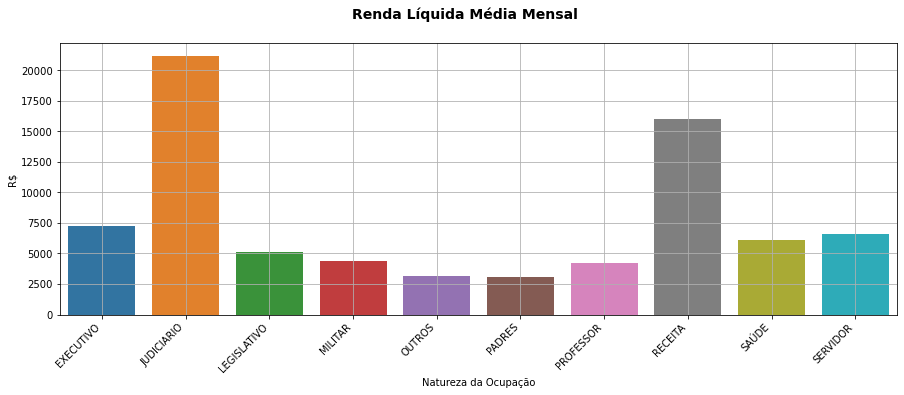 Renda Líquida Média Mensal
R$
20000
17500
15000
12500
10000
7500
5000
2500
0
EXECUTIVO
JUDICIARIO
LEGISLATIVO
MILITAR
OUTROS
PADRES
PROFESSOR
RECEITA
SAÚDE
SERVIDOR
Natureza da Ocupação